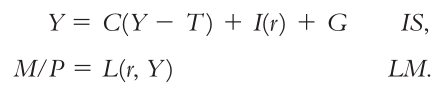 Y = C(Y − T) + I(r) + G IS,
M/P = L(r, Y) LM.